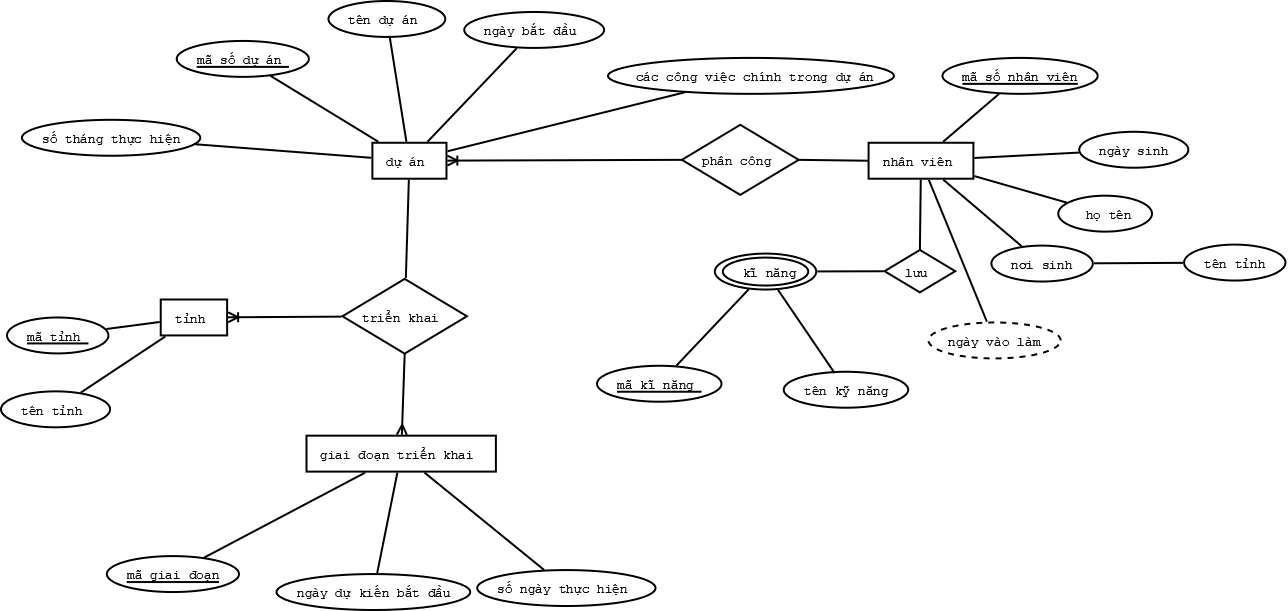 tên dự án
ngày bắt đầu
mã số dự án
các công việc chính trong dự án
mã số nhân viên
số tháng thực hiện
dự án
phân công
nhân viên
ngày sinh
họ tên
kĩ năng
lưu
nơi sinh
tên tỉnh
tỉnh
triển khai
mã tỉnh
ngày vào làm
mã kĩ năng
tên kỹ năng
tên tỉnh
giai đoạn triển khai
mã giai đoạn
ngày dự kiến bắt đầu
số ngày thực hiện